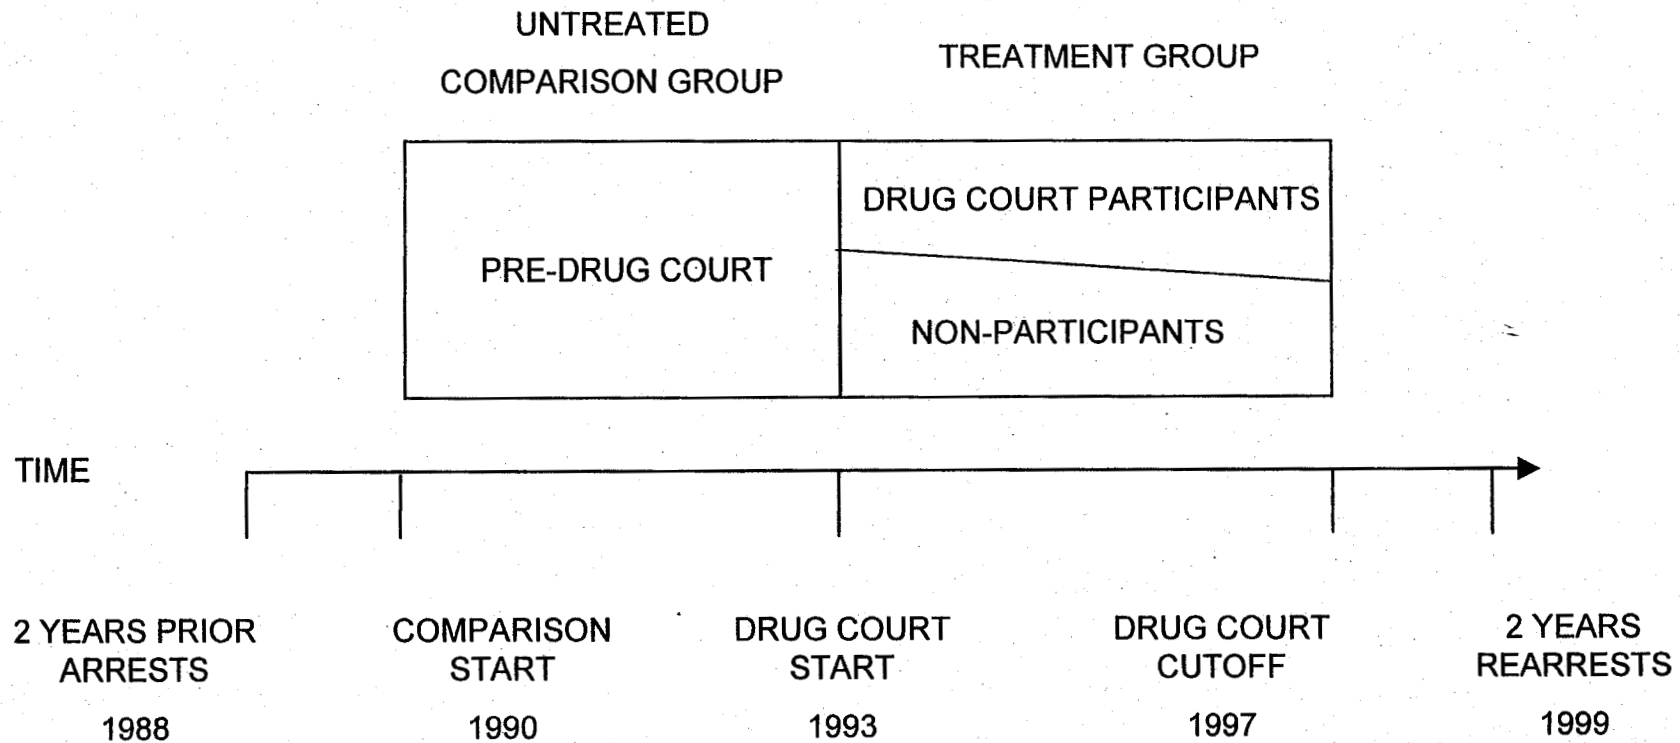 UNTREATED
COMPARISON GROUP
TREATMENT GROUP
PRE-DRUG COURT
DRUG COURT PARTICIPANTS
NON-PARTICIPANTS
TIME
2 YEARS PRIOR
ARRESTS
1988
COMPARISON
START
1990
DRUG COURT
START
1993
DRUG COURT
CUTOFF
1997
2 YEARS
REARRESTS
1999